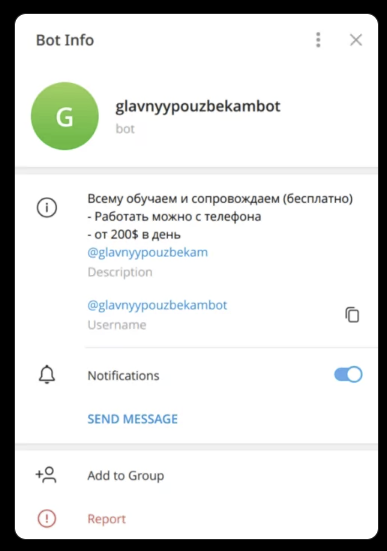 Bot Info
G
glavnyypouzbekambot
bot
Всему обучаем и сопровождаем (бесплатно)
- Работать можно с телефона
- от 200$ в день
@glavnyypouzbekam
Description
@glavnyypouzbekambot
Username
Notifications
SEND MESSAGE
Add to Group
Report